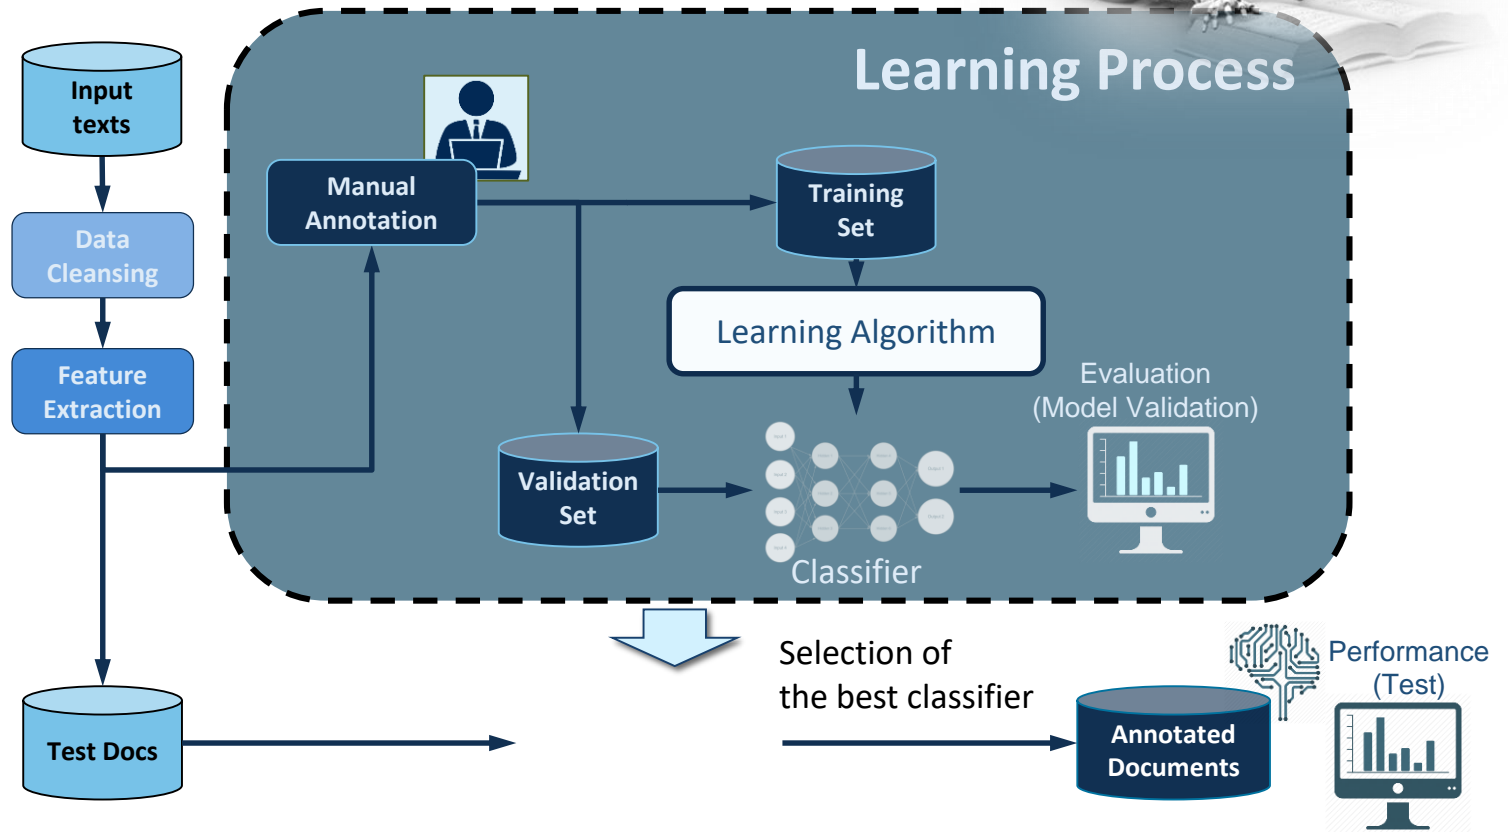 Learning Process
Input
texts
Data
Cleansing
Feature
Extraction
Manual
Annotation
Training
Set
Learning Algorithm
Evaluation
(Model Validation)
Validation
Set
Classifier
Selection of
the best classifier
Performance
(Test)
Test Docs
Annotated
Documents